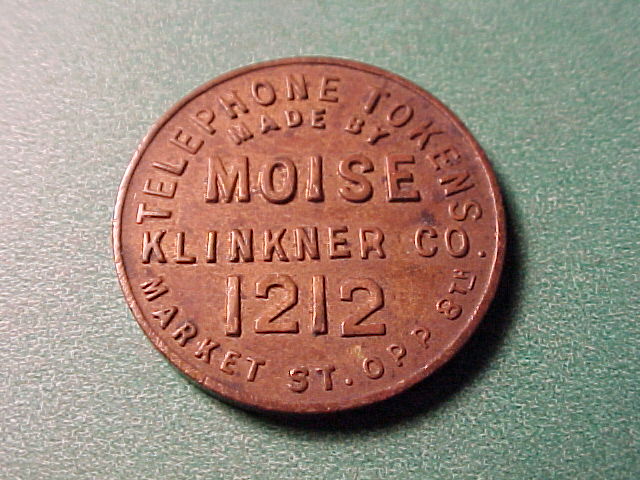 TELEPHONE TOKENS
MADE BY
MOISE
KLINKNER CO.
1212
MARKET ST. OPP 8TH